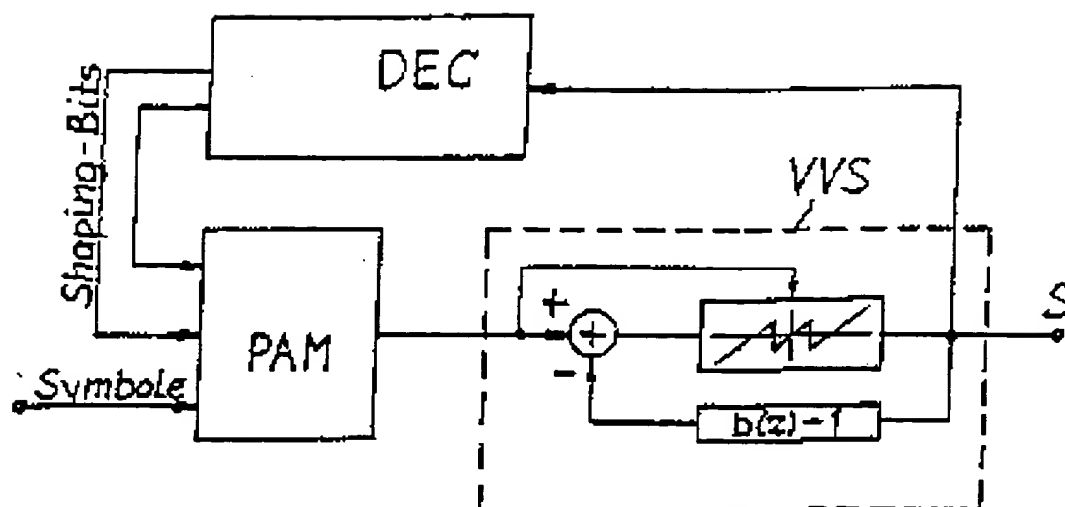 DEC
Shaping-Bits
VVS
PAM
+
+
-
S
Symbole
b(z)-1